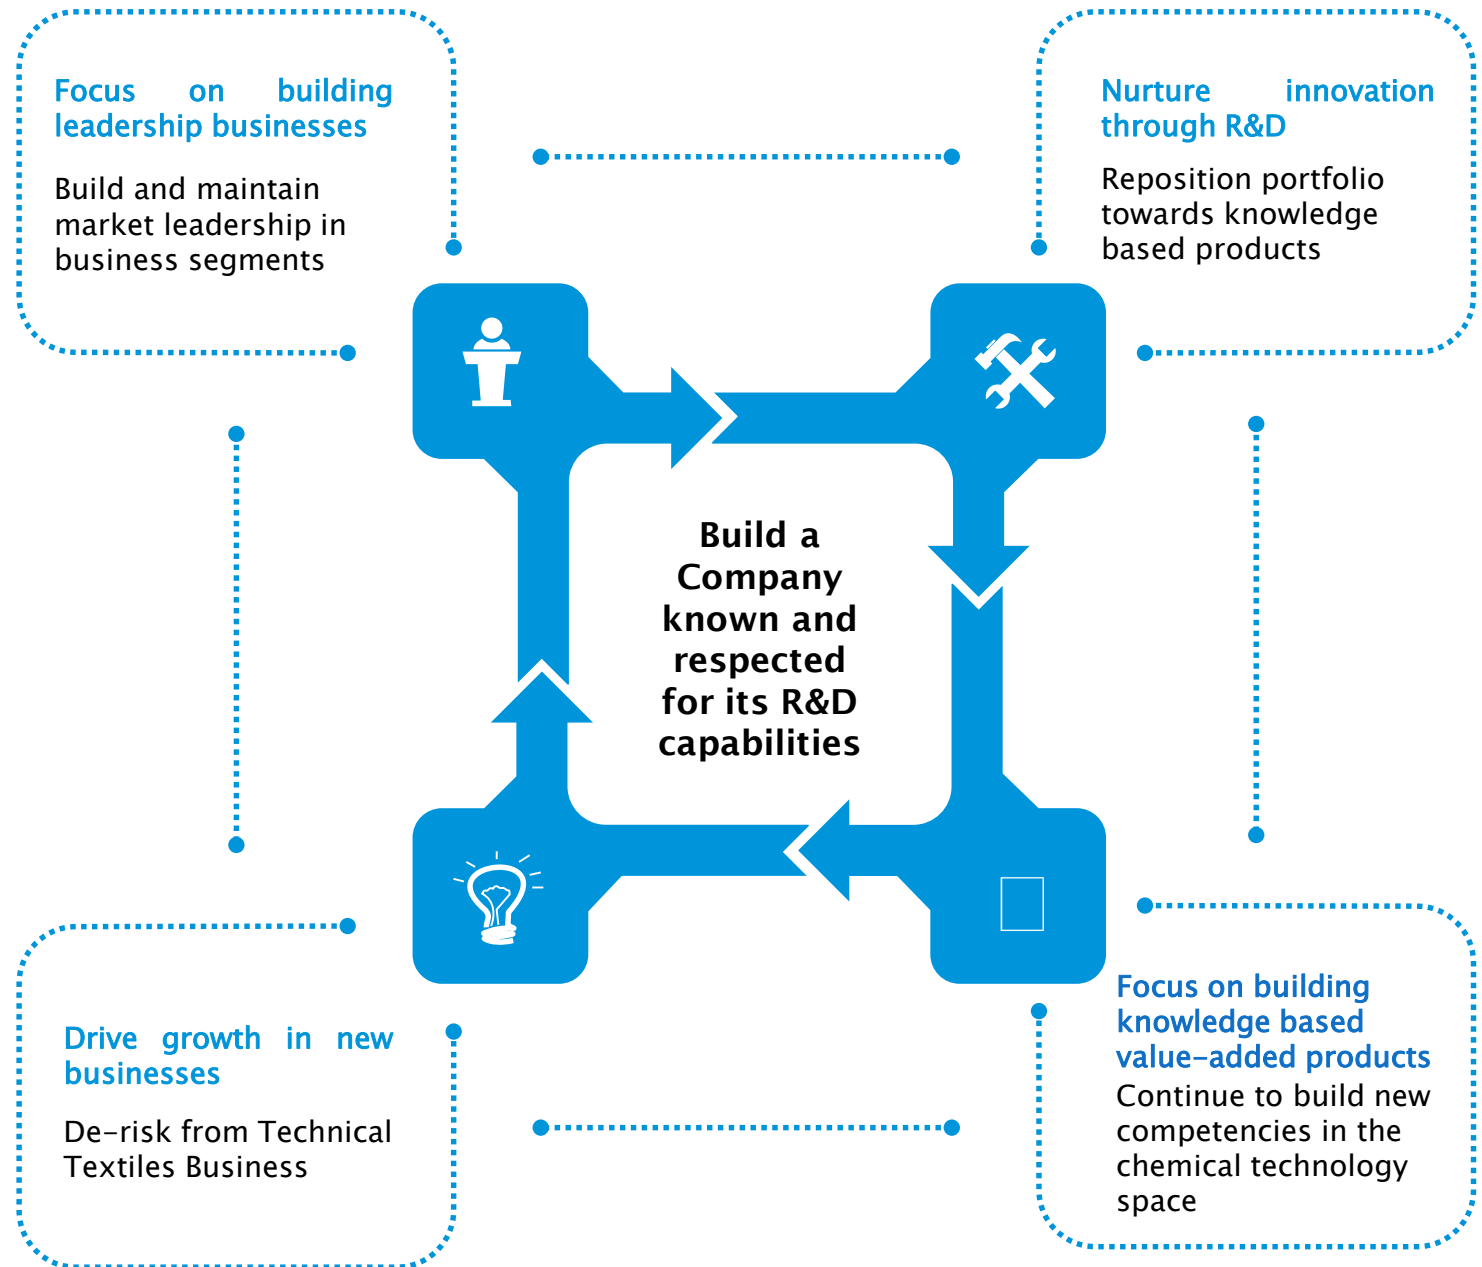 Focus on building
leadership businesses
Build and maintain
market leadership in
business segments
Nurture innovation
through R&D
Reposition portfolio
towards knowledge
based products
Build a
Company
known and
respected
for its R&D
capabilities
Drive growth in new
businesses
De-risk from Technical
Textiles Business
Focus on building
knowledge based
value-added products
Continue to build new
competencies in the
chemical technology
space